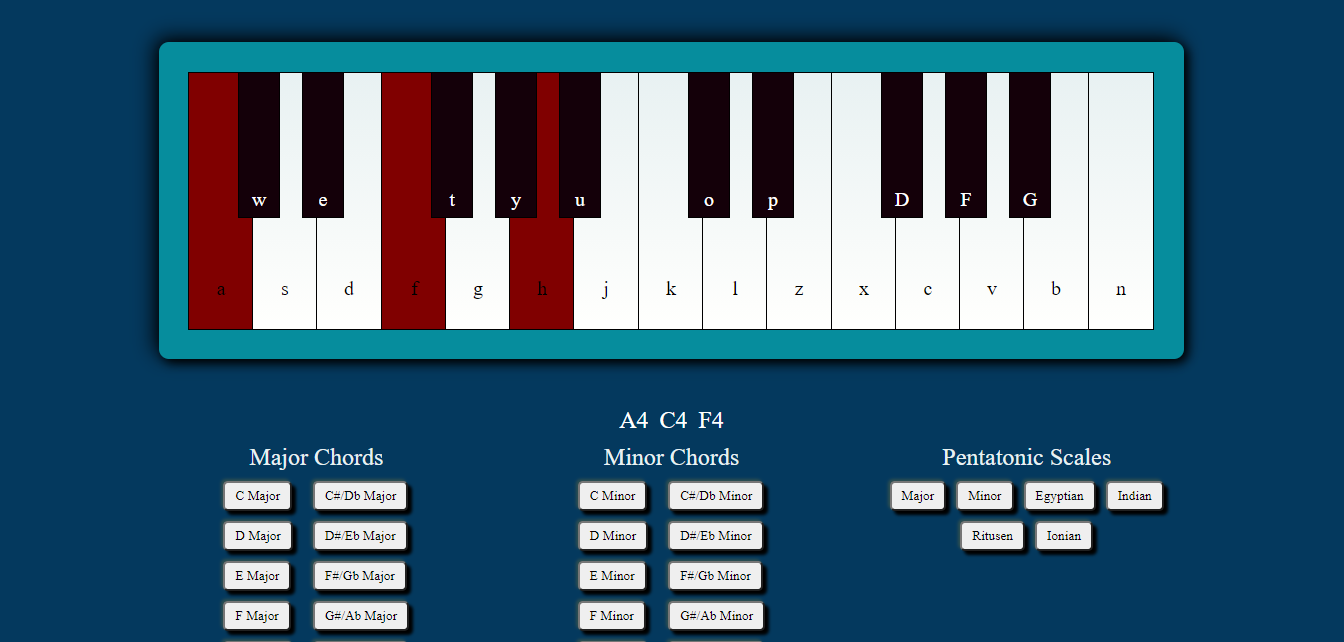 w e t y u o p D F G
a s d f g h j k l z x c v b n
A4 C4 F4
Major Chords Minor Chords Pentatonic Scales
C Major C#/Db Major C Minor C#/Db Minor Major Minor Egyptian Indian
D Major D#/Eb Major D Minor D#/Eb Minor Ritusen Ionian
E Major F#/Gb Major E Minor F#/Gb Minor
F Major G#/Ab Major F Minor G#/Ab Minor